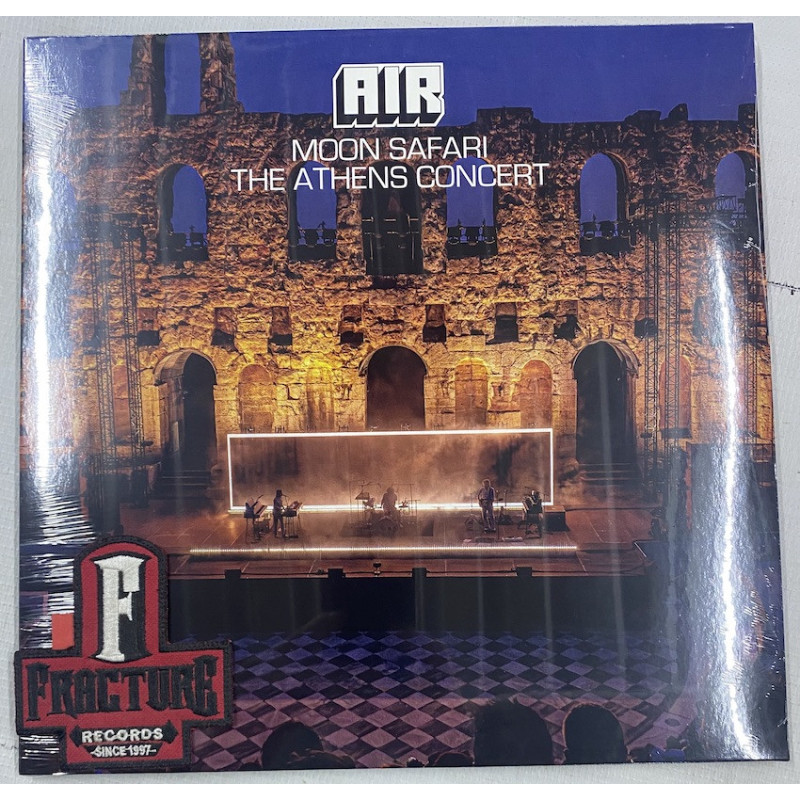 AIR
MOON SAFARI
THE ATHENS CONCERT
F
FRACTURE
RECORDS
-SINCE 1997-